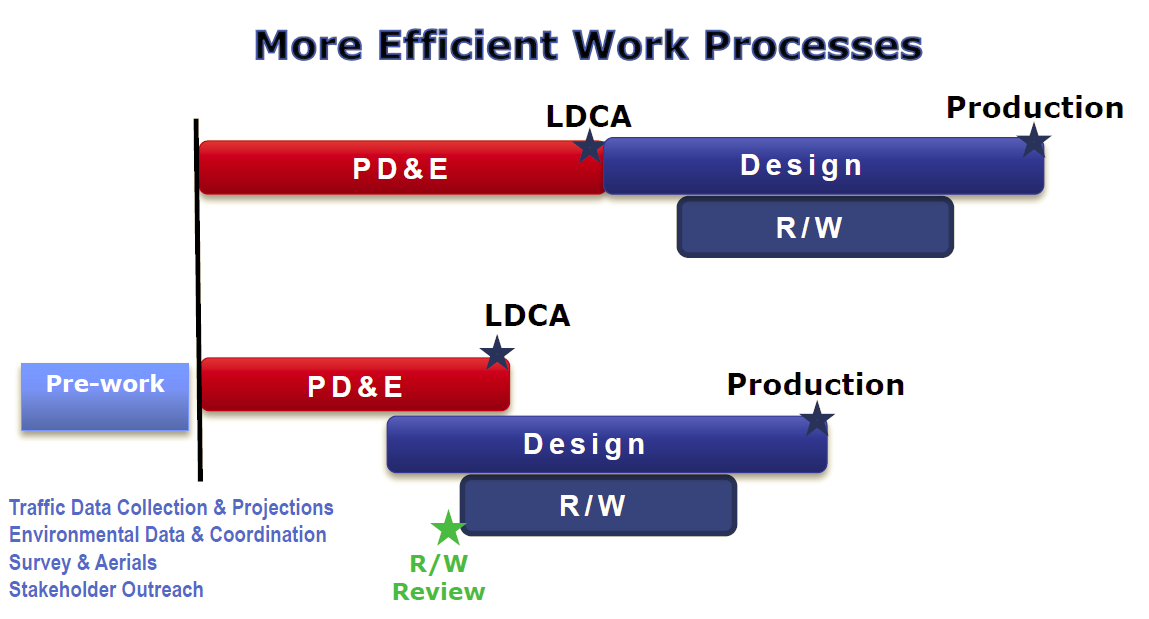 More Efficient Work Processes
LDCA
Production
PD&E
Design
R/W
LDCA
Pre-work
PD&E
Production
Design
R/W
Traffic Data Collection & Projections
Environmental Data & Coordination
Survey & Aerials
Stakeholder Outreach
R/W
Review